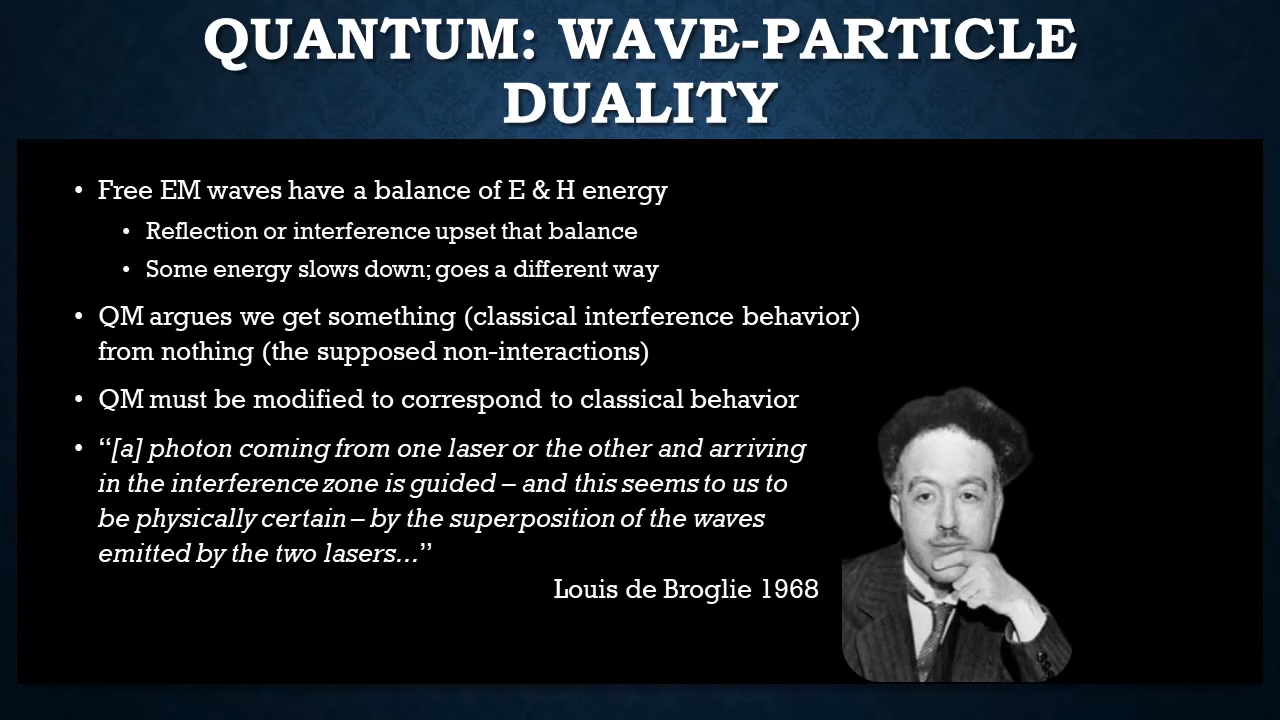 QUANTUM: WAVE-PARTICLE
DUALITY
• Free EM waves have a balance of E & H energy
• Reflection or interference upset that balance
• Some energy slows down; goes a different way
• QM argues we get something (classical interference behavior)
from nothing (the supposed non-interactions)
• QM must be modified to correspond to classical behavior
• “[a] photon coming from one laser or the other and arriving
in the interference zone is guided – and this seems to us to
be physically certain – by the superposition of the waves
emitted by the two lasers...”
Louis de Broglie 1968